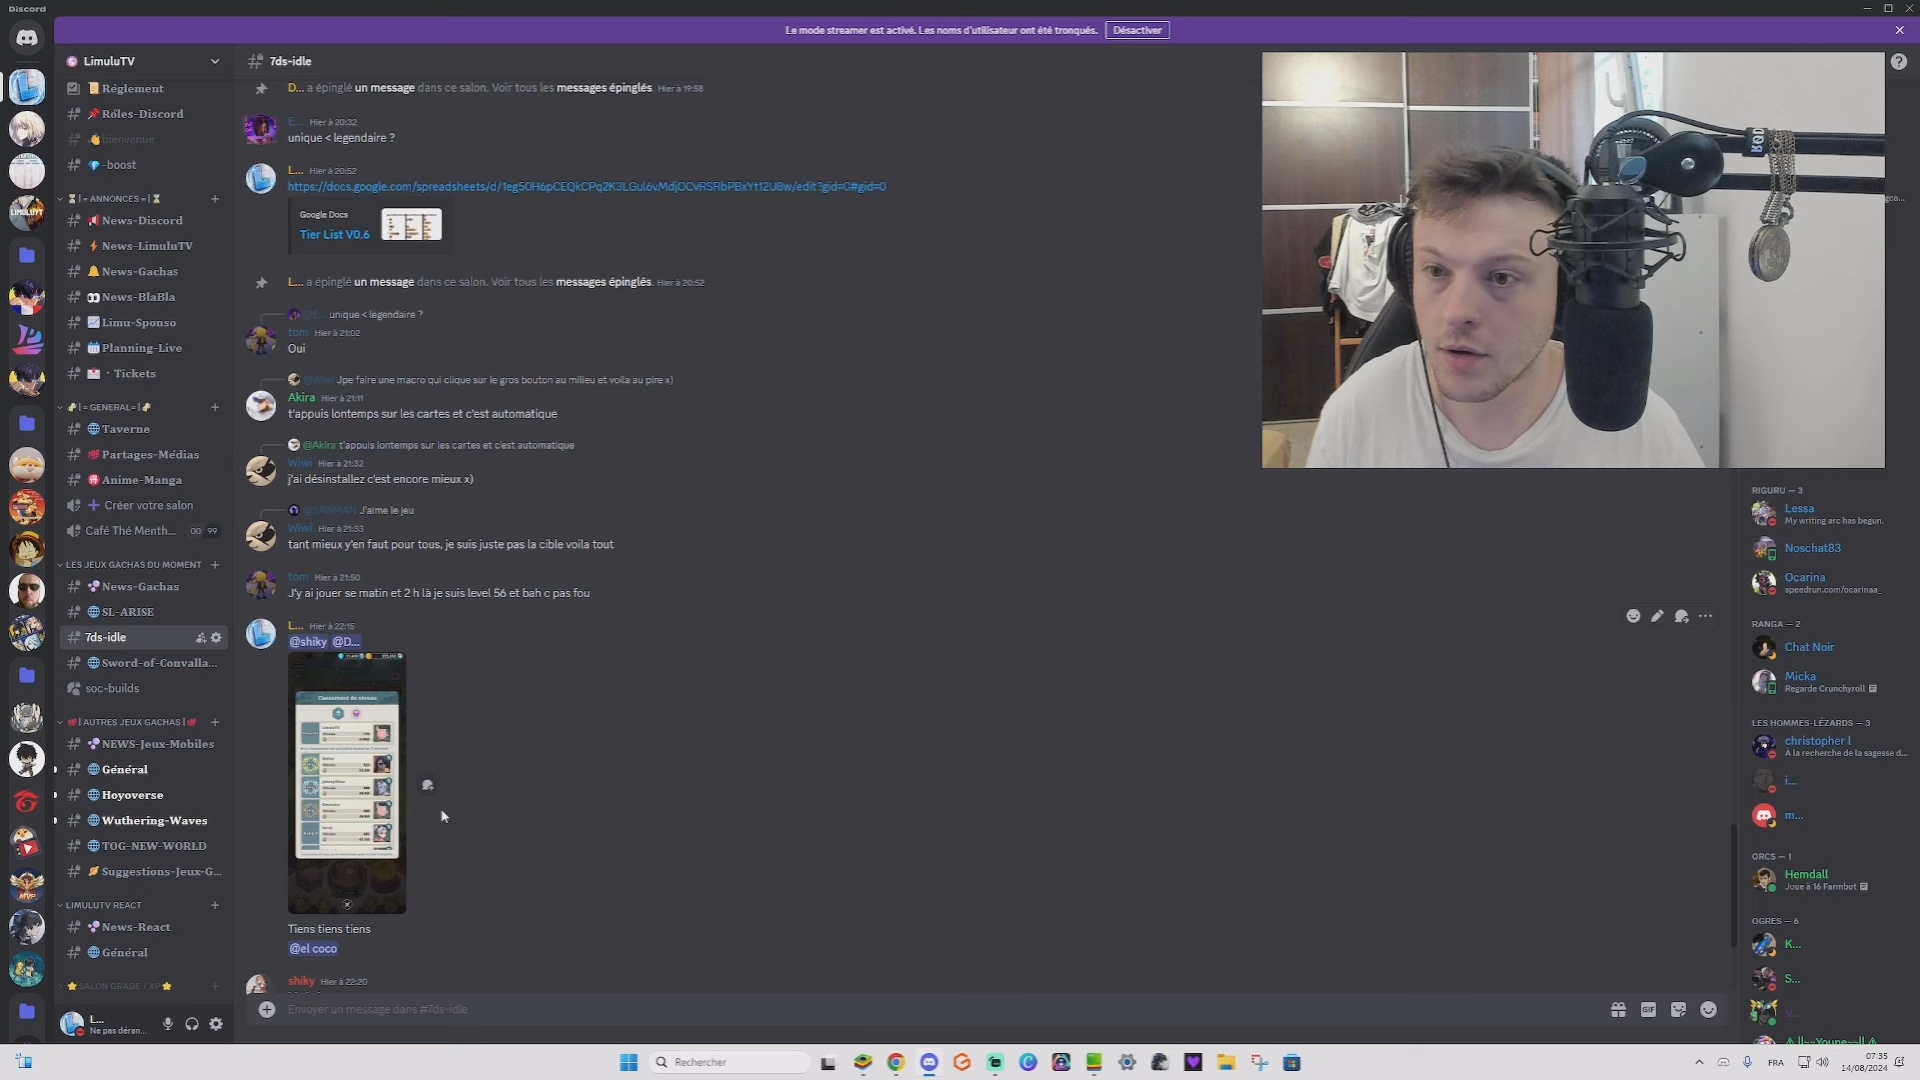 Discord
Le mode streamer est activé. Les noms d'utilisateur ont été tronqués.
Désactiver
LimuluTV
Règlement
Rôles-Discord
bienvenue
-boost
| = ANNONCES = |
News-Discord
News-LimuluTV
News-Gachas
News-BlaBla
Limu-Sponso
Planning-Live
· Tickets
| = GENERAL = |
Taverne
Partages-Médias
Anime-Manga
Créer votre salon
Café Thé Menth... 00 99
LES JEUX GACHAS DU MOMENT
News-Gachas
SL-ARISE
7ds-idle
Sword-of-Convalla...
soc-builds
| AUTRES JEUX GACHAS |
NEWS-Jeux-Mobiles
Général
Hoyoverse
Wuthering-Waves
TOG-NEW-WORLD
Suggestions-Jeux-G...
LIMULUTV REACT
News-React
Général
SALON GRADE / XP
L...
Ne pas déran...
7ds-idle
D... a épinglé un message dans ce salon. Voir tous les messages épinglés. Hier à 19:58
E... Hier à 20:32
unique < legendaire ?
L... Hier à 20:52
https://docs.google.com/spreadsheets/d/1eg50H6pCEQkCPq2K3LGul6vMdjOCvRSRbPBxYt12U8w/edit?gid=0#gid=0
Google Docs
Tier List V0.6
L... a épinglé un message dans ce salon. Voir tous les messages épinglés. Hier à 20:52
@E... unique < legendaire ?
tom Hier à 21:02
Oui
@Wiwi Jpe faire une macro qui clique sur le gros bouton au milieu et voila au pire x)
Akira Hier à 21:11
t'appuis lontemps sur les cartes et c'est automatique
@Akira t'appuis lontemps sur les cartes et c'est automatique
Wiwi Hier à 21:32
j'ai désinstallez c'est encore mieux x)
@SAWMAN J'aime le jeu
Wiwi Hier à 21:33
tant mieux y'en faut pour tous, je suis juste pas la cible voila tout
tom Hier à 21:50
J'y ai jouer se matin et 2 h là je suis level 56 et bah c pas fou
L... Hier à 22:15
@shiky @D...
Classement de niveau
Tiens tiens tiens
@el coco
shiky Hier à 22:20
Envoyer un message dans #7ds-idle
GIF
RIGURU — 3
Lessa
My writing arc has begun.
Noschat83
Ocarina
speedrun.com/ocarinaa_
RANGA — 2
Chat Noir
Micka
Regarde Crunchyroll
LES HOMMES-LÉZARDS — 3
christopher l
À la recherche de la sagesse d...
i...
m...
ORCS — 1
Hemdall
Joue à 16 Farmbot
OGRES — 6
K...
S...
V...
Rechercher
FRA
07:35
14/08/2024